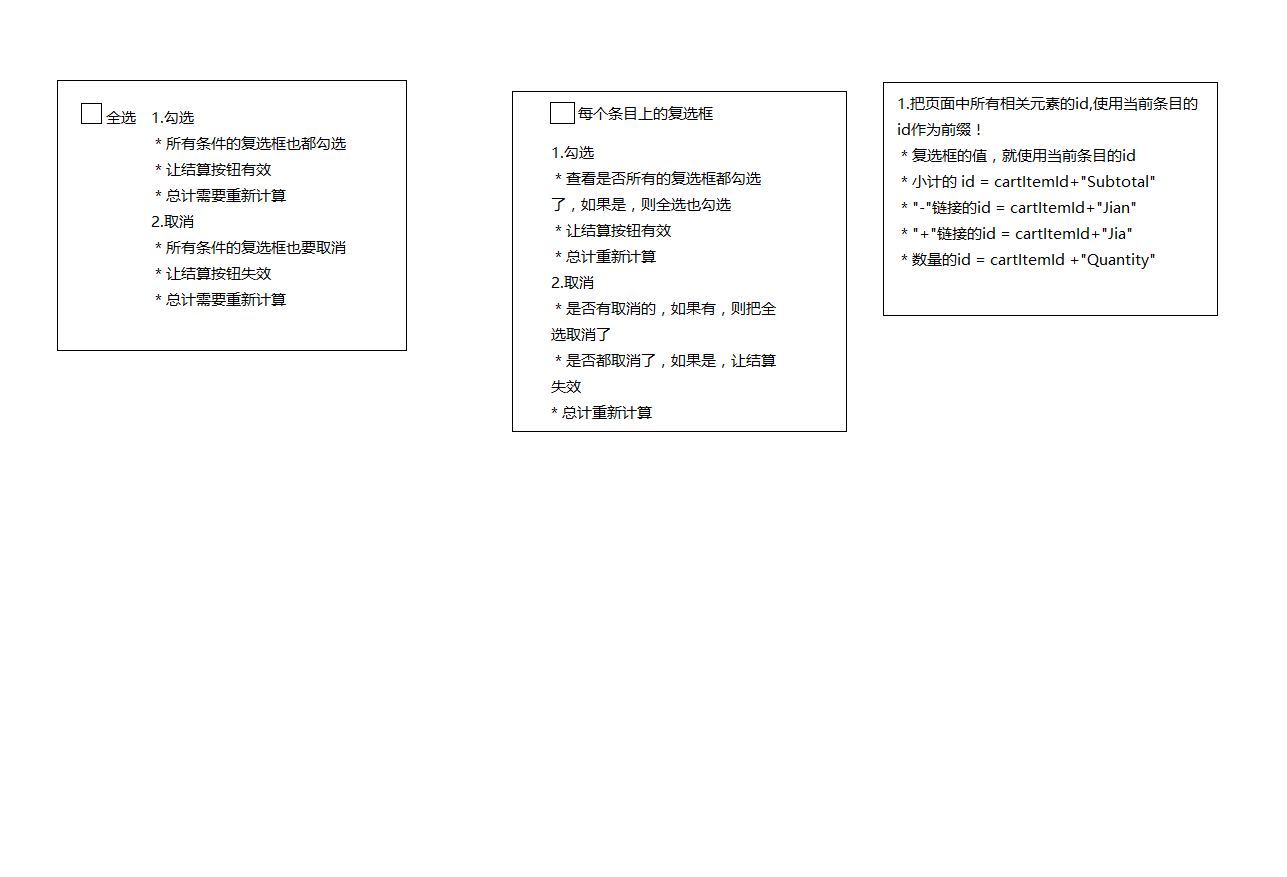 全选 1.勾选
* 所有条件的复选框也都勾选
* 让结算按钮有效
* 总计需要重新计算
2.取消
* 所有条件的复选框也要取消
* 让结算按钮失效
* 总计需要重新计算
每个条目上的复选框
1.勾选
* 查看是否所有的复选框都勾选
了，如果是，则全选也勾选
* 让结算按钮有效
* 总计重新计算
2.取消
* 是否有取消的，如果有，则把全
选取消了
* 是否都取消了，如果是，让结算
失效
* 总计重新计算
1.把页面中所有相关元素的id,使用当前条目的
id作为前缀！
* 复选框的值，就使用当前条目的id
* 小计的 id = cartItemId+"Subtotal"
* "-"链接的id = cartItemId+"Jian"
* "+"链接的id = cartItemId+"Jia"
* 数量的id = cartItemId +"Quantity"